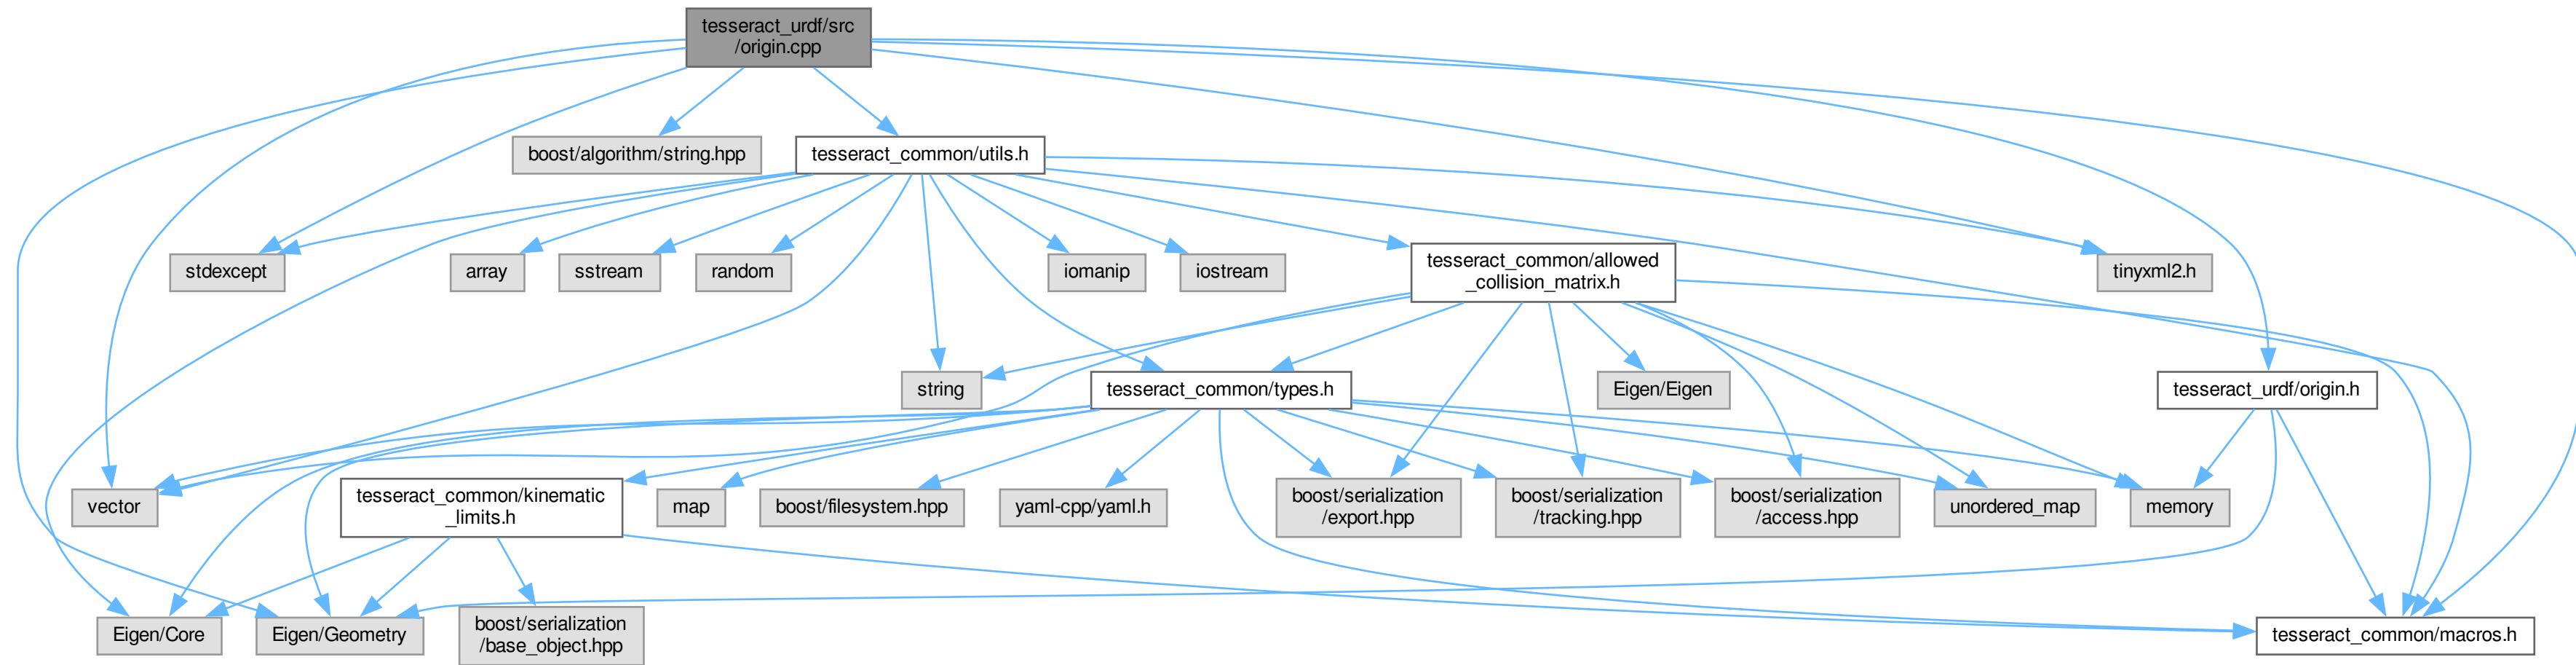 tesseract_urdf/src
/origin.cpp
boost/algorithm/string.hpp
tesseract_common/utils.h
stdexcept
array
sstream
random
iomanip
iostream
tesseract_common/allowed
_collision_matrix.h
tinyxml2.h
string
tesseract_common/types.h
Eigen/Eigen
tesseract_urdf/origin.h
vector
tesseract_common/kinematic
_limits.h
map
boost/filesystem.hpp
yaml-cpp/yaml.h
boost/serialization
/export.hpp
boost/serialization
/tracking.hpp
boost/serialization
/access.hpp
unordered_map
memory
Eigen/Core
Eigen/Geometry
boost/serialization
/base_object.hpp
tesseract_common/macros.h